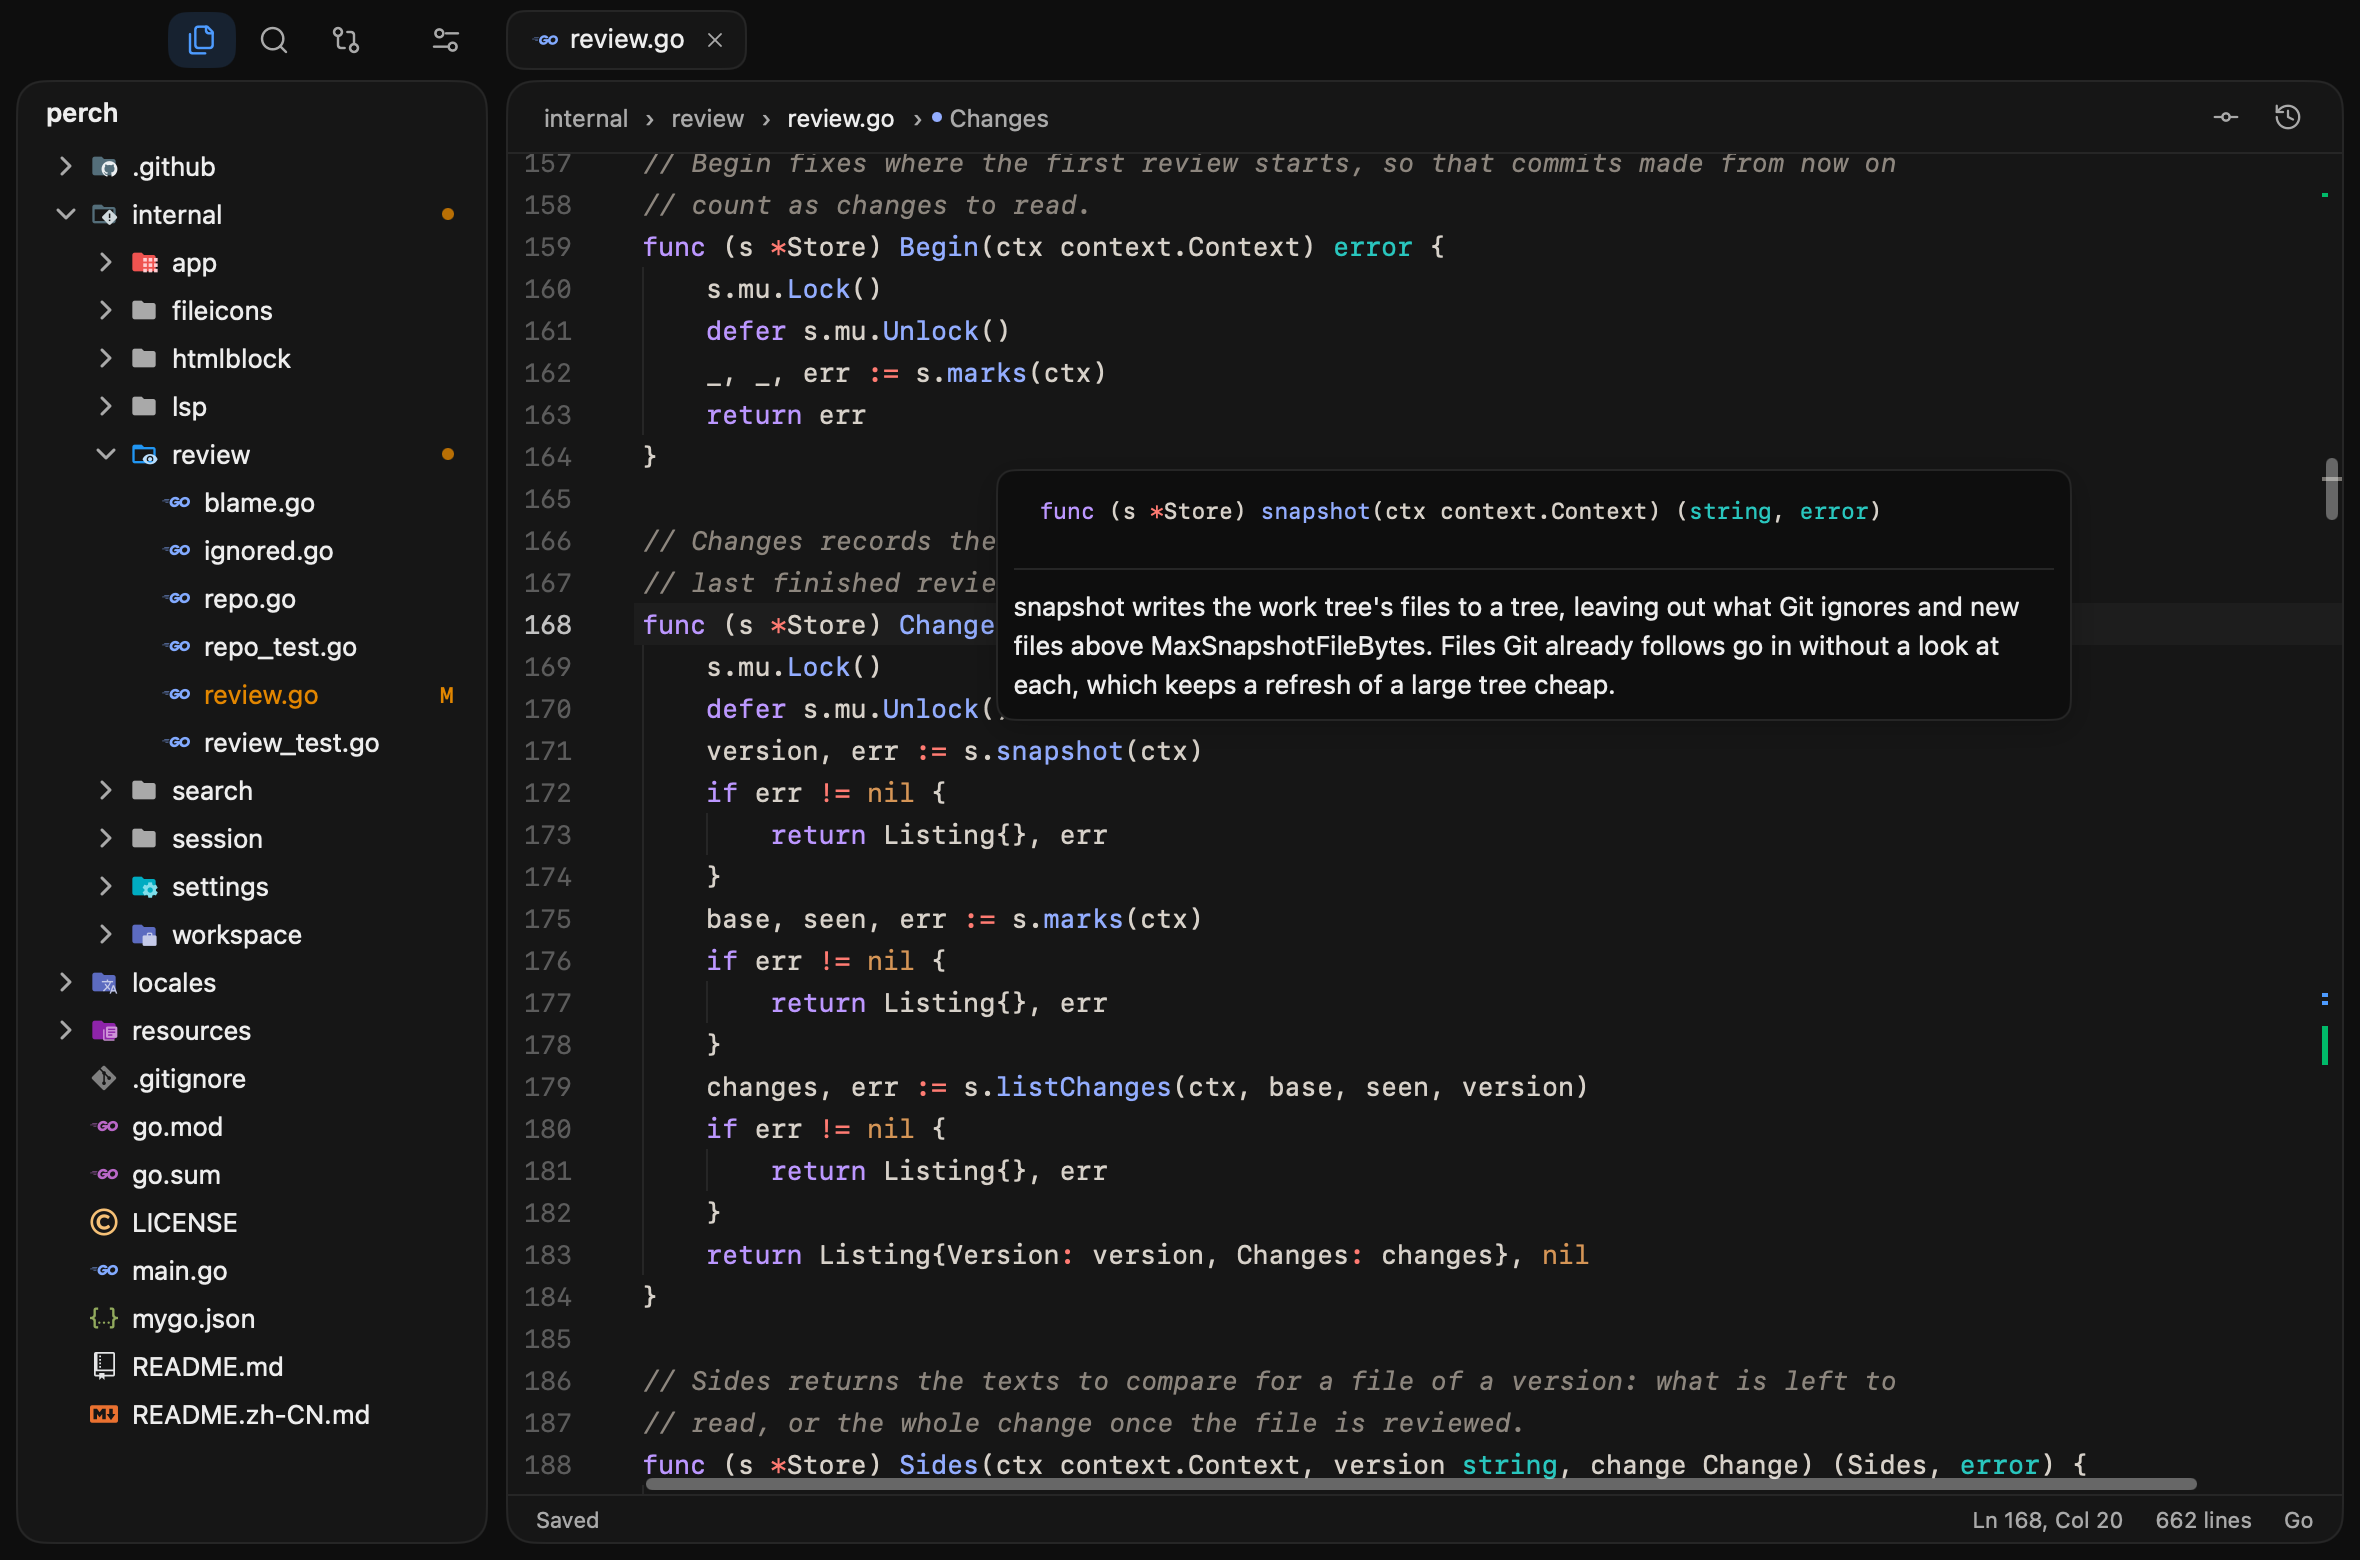 review.go
perch
.github
internal
app
fileicons
htmlblock
lsp
review
GO blame.go
GO ignored.go
GO repo.go
GO repo_test.go
GO review.go M
GO review_test.go
search
session
settings
workspace
locales
resources
.gitignore
GO go.mod
GO go.sum
LICENSE
GO main.go
mygo.json
README.md
README.zh-CN.md
internal › review › review.go › Changes
157 // Begin fixes where the first review starts, so that commits made from now on
158 // count as changes to read.
159 func (s *Store) Begin(ctx context.Context) error {
160 s.mu.Lock()
161 defer s.mu.Unlock()
162 _, _, err := s.marks(ctx)
163 return err
164 }
165
166 // Changes records the
167 // last finished revie
168 func (s *Store) Change
169 s.mu.Lock()
170 defer s.mu.Unlock()
171 version, err := s.snapshot(ctx)
172 if err != nil {
173 return Listing{}, err
174 }
175 base, seen, err := s.marks(ctx)
176 if err != nil {
177 return Listing{}, err
178 }
179 changes, err := s.listChanges(ctx, base, seen, version)
180 if err != nil {
181 return Listing{}, err
182 }
183 return Listing{Version: version, Changes: changes}, nil
184 }
185
186 // Sides returns the texts to compare for a file of a version: what is left to
187 // read, or the whole change once the file is reviewed.
188 func (s *Store) Sides(ctx context.Context, version string, change Change) (Sides, error) {
func (s *Store) snapshot(ctx context.Context) (string, error)
snapshot writes the work tree's files to a tree, leaving out what Git ignores and new
files above MaxSnapshotFileBytes. Files Git already follows go in without a look at
each, which keeps a refresh of a large tree cheap.
Saved
Ln 168, Col 20 662 lines Go